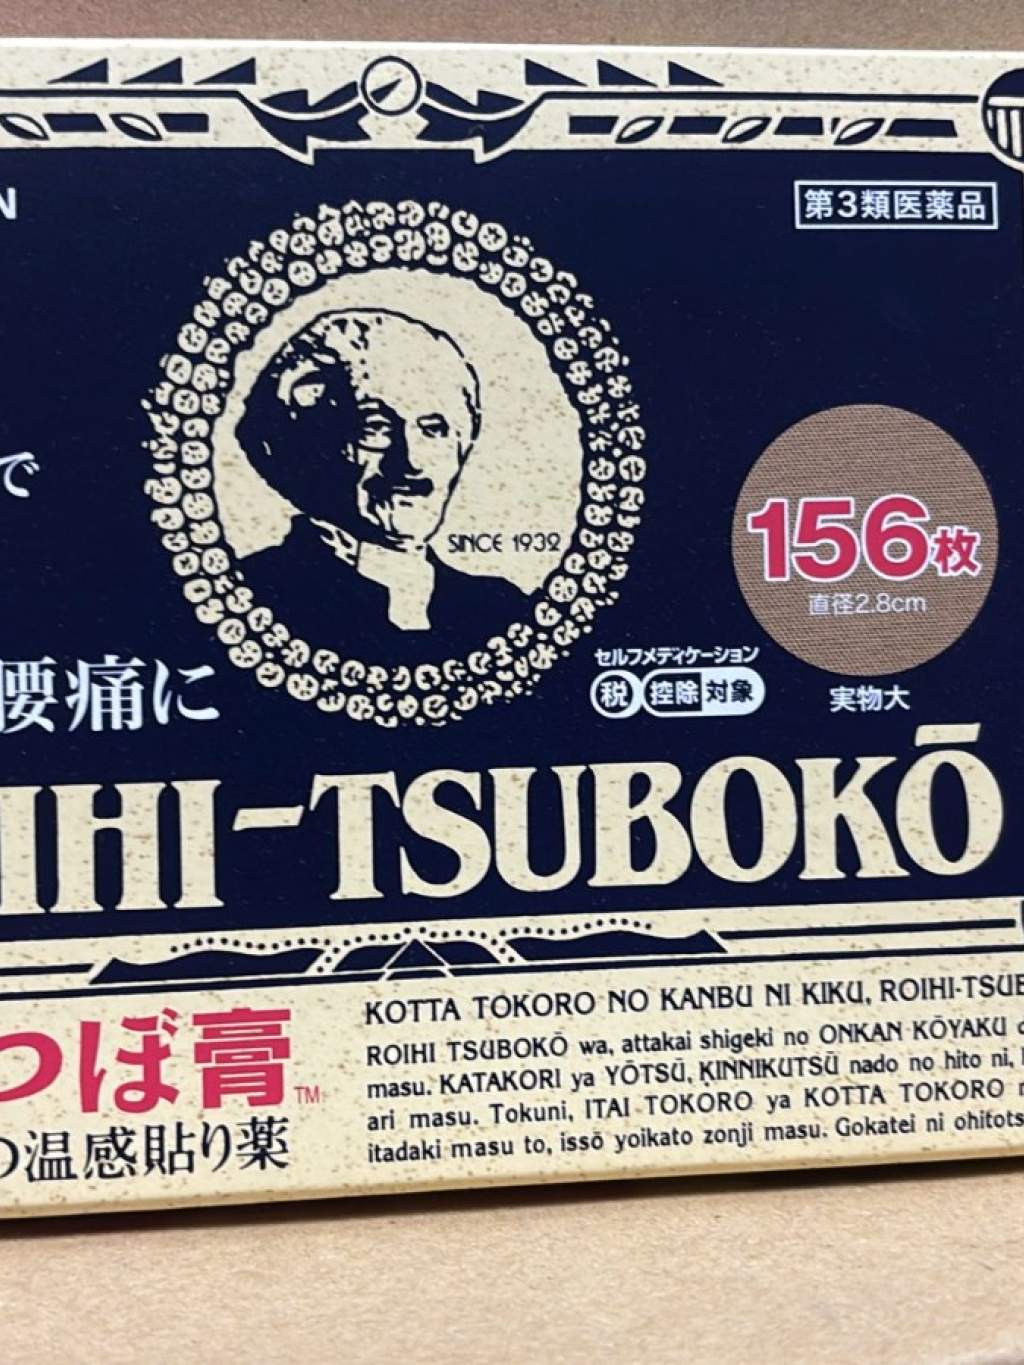 N
第3類医薬品
で
SINCE 1932
156枚
直径2.8cm
実物大
セルフメディケーション
税 控除 対象
腰痛に
IHI-TSUBOKŌ
つぼ膏™
の温感貼り薬
KOTTA TOKORO NO KANBU NI KIKU, ROIHI-TSUB
ROIHI TSUBOKŌ wa, attakai shigeki no ONKAN KŌYAKU
masu. KATAKORI ya YŌTSŪ, KINNIKUTSŪ nado no hito ni,
ari masu. Tokuni, ITAI TOKORO ya KOTTA TOKORO
itadaki masu to, issō yoikato zonji masu. Gokatei ni ohitots